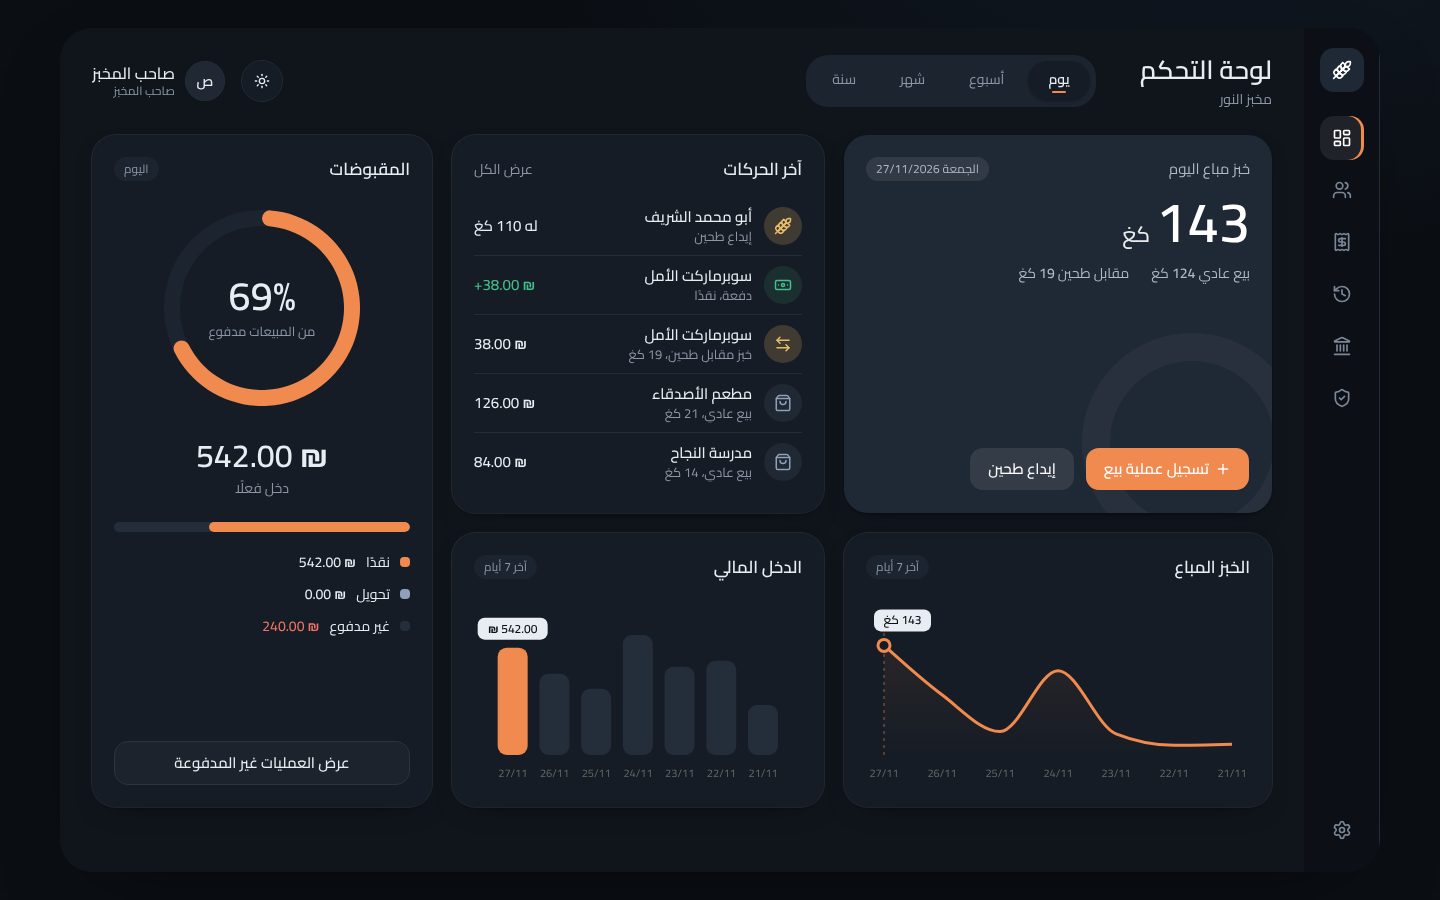 لوحة التحكم
مخبز النور
يوم
أسبوع
شهر
سنة
ص
صاحب المخبز
صاحب المخبز
خبز مباع اليوم
الجمعة 27/11/2026
143 كغ
بيع عادي 124 كغ
مقابل طحين 19 كغ
+ تسجيل عملية بيع
إيداع طحين
آخر الحركات
عرض الكل
أبو محمد الشريف
إيداع طحين
له 110 كغ
سوبرماركت الأمل
دفعة، نقدًا
+38.00 ₪
سوبرماركت الأمل
خبز مقابل طحين، 19 كغ
38.00 ₪
مطعم الأصدقاء
بيع عادي، 21 كغ
126.00 ₪
مدرسة النجاح
بيع عادي، 14 كغ
84.00 ₪
المقبوضات
اليوم
69%
من المبيعات مدفوع
542.00 ₪
دخل فعلًا
نقدًا 542.00 ₪
تحويل 0.00 ₪
غير مدفوع 240.00 ₪
عرض العمليات غير المدفوعة
الخبز المباع
آخر 7 أيام
143 كغ
21/11
22/11
23/11
24/11
25/11
26/11
27/11
الدخل المالي
آخر 7 أيام
542.00 ₪
21/11
22/11
23/11
24/11
25/11
26/11
27/11